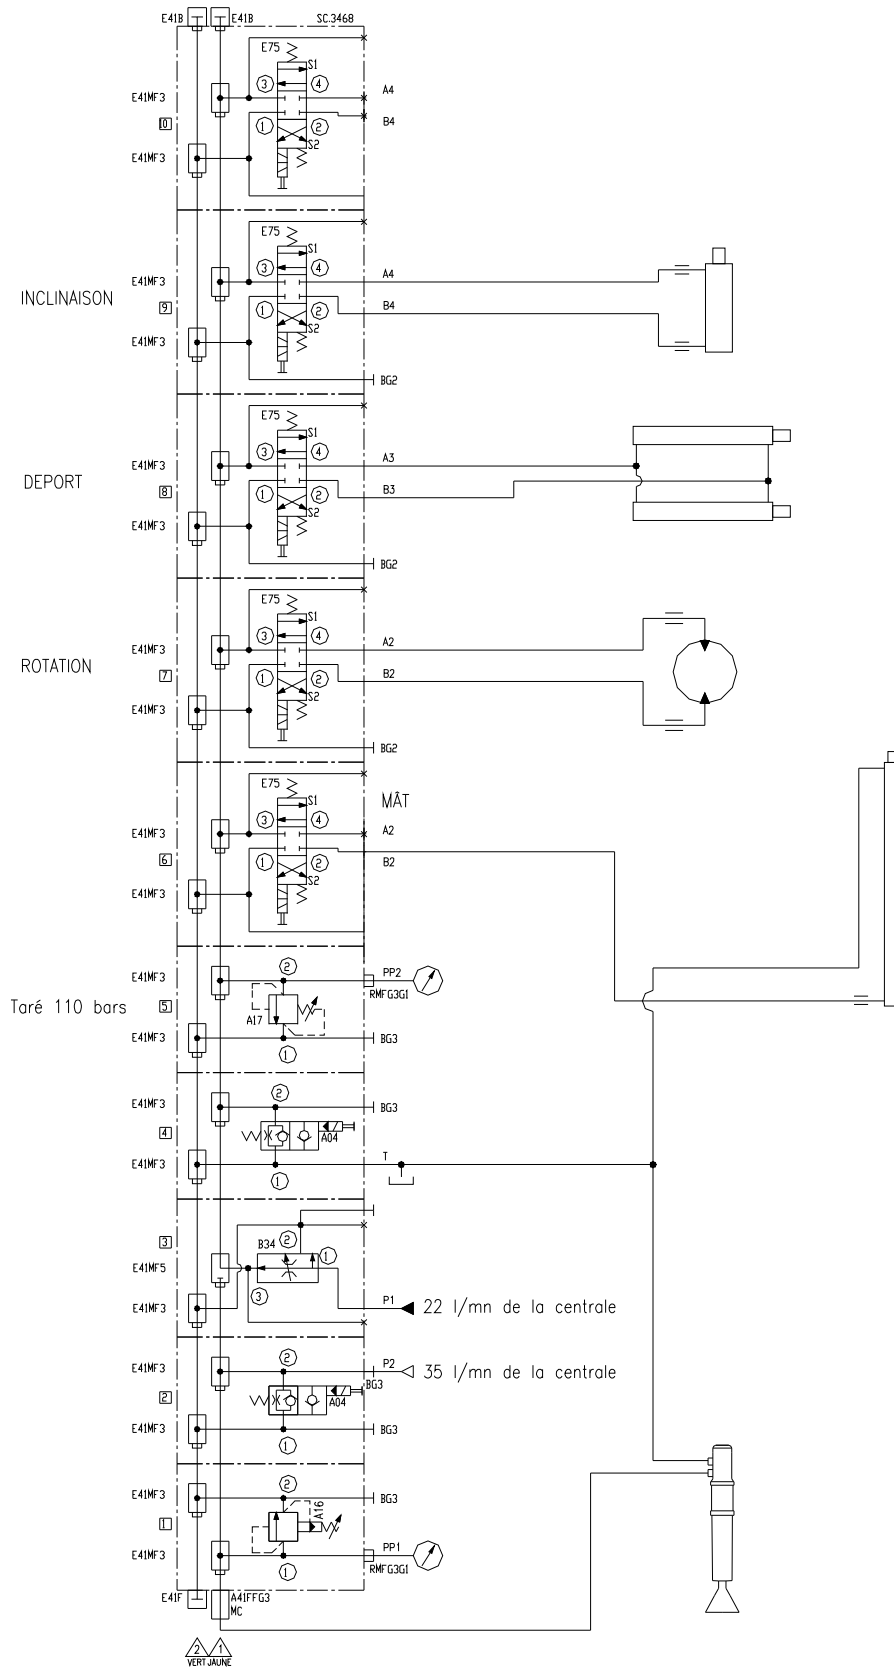 E41B E41B SC.3468
E75
S1
3 4
E41MF3 A4
10 1 2 B4
S2
E41MF3
E75
S1
3 4
E41MF3 A4
INCLINAISON 9 1 2 B4
S2
E41MF3
BG2
E75
S1
3 4
E41MF3 A3
DEPORT 8 1 2 B3
S2
E41MF3
BG2
E75
S1
3 4
E41MF3 A2
ROTATION 7 1 2 B2
S2
E41MF3
BG2
E75
S1 MÂT
3 4
E41MF3 A2
6 1 2 B2
S2
E41MF3
2
E41MF3 PP2
RMFG3G1
Taré 110 bars 5 A17
E41MF3 BG3
1
2
E41MF3 BG3
4 A04
E41MF3 T
1
3 B34 2 1
E41MF5
3
E41MF3 P1 22 l/mn de la centrale
2
E41MF3 P2 35 l/mn de la centrale
BG3
2 A04
E41MF3 BG3
1
2
E41MF3 BG3
1 A16
E41MF3 PP1
1 RMFG3G1
E41F A41FFG3
MC
2 1
VERT JAUNE